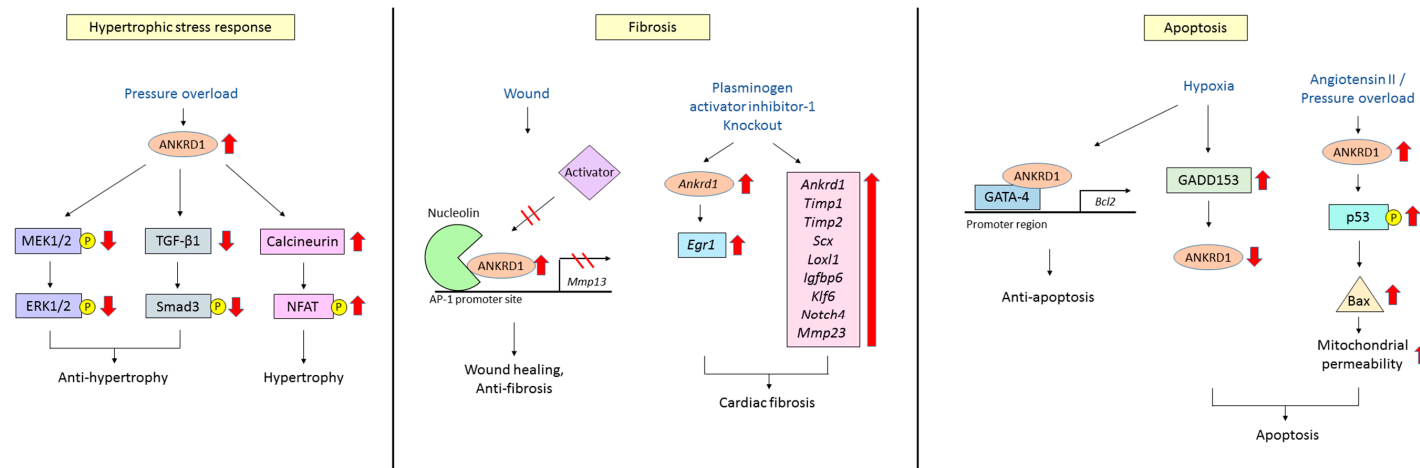 Hypertrophic stress response
Pressure overload
ANKRD1
MEK1/2
P
TGF-β1
Calcineurin
ERK1/2
P
Smad3
P
NFAT
P
Anti-hypertrophy
Hypertrophy
Fibrosis
Wound
Activator
Nucleolin
ANKRD1
Mmp13
AP-1 promoter site
Wound healing,
Anti-fibrosis
Plasminogen
activator inhibitor-1
Knockout
Ankrd1
Egr1
Ankrd1
Timp1
Timp2
Scx
Loxl1
Igfbp6
Klf6
Notch4
Mmp23
Cardiac fibrosis
Apoptosis
Hypoxia
ANKRD1
GATA-4
Bcl2
Promoter region
Anti-apoptosis
GADD153
ANKRD1
Angiotensin II /
Pressure overload
ANKRD1
p53
P
Bax
Mitochondrial
permeability
Apoptosis